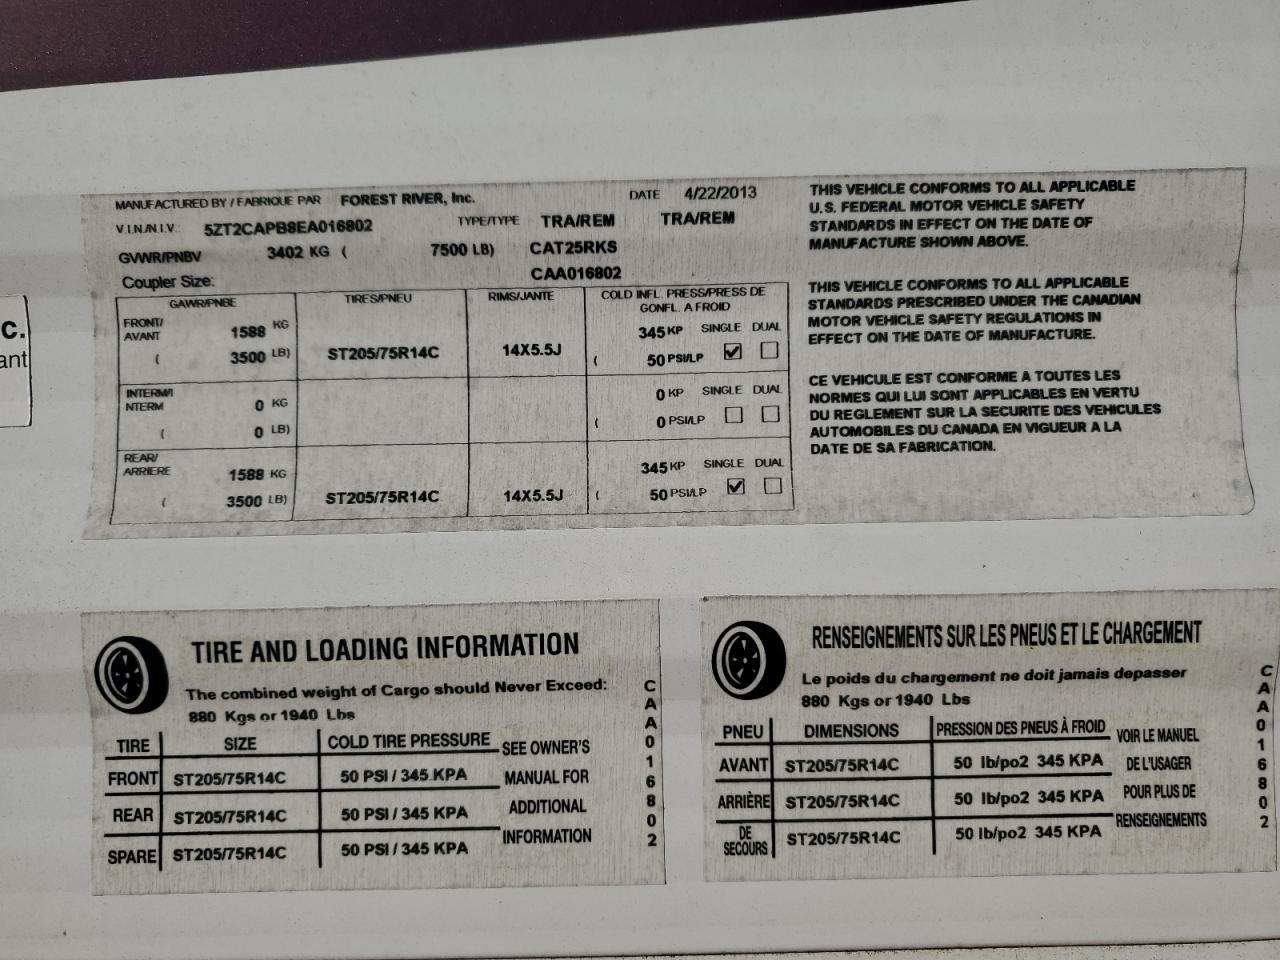 c.
ant
MANUFACTURED BY / FABRIQUE PAR FOREST RIVER, Inc. DATE 4/22/2013
V.I.N./N.I.V. 5ZT2CAPB8EA016802 TYPE/TYPE TRA/REM TRA/REM
GVWR/PNBV 3402 KG ( 7500 LB) CAT25RKS
Coupler Size: CAA016802
GAWR/PNBE TIRES/PNEU RIMS/JANTE COLD INFL. PRESS/PRESS DE
GONFL. A FROID
FRONT/
AVANT 1588 KG 345 KP SINGLE DUAL
( 3500 LB) ST205/75R14C 14X5.5J ( 50 PSI/LP
INTERM/I
NTERM 0 KG 0 KP SINGLE DUAL
( 0 LB) ( 0 PSI/LP
REAR/
ARRIERE 1588 KG 345 KP SINGLE DUAL
( 3500 LB) ST205/75R14C 14X5.5J ( 50 PSI/LP
THIS VEHICLE CONFORMS TO ALL APPLICABLE
U.S. FEDERAL MOTOR VEHICLE SAFETY
STANDARDS IN EFFECT ON THE DATE OF
MANUFACTURE SHOWN ABOVE.
THIS VEHICLE CONFORMS TO ALL APPLICABLE
STANDARDS PRESCRIBED UNDER THE CANADIAN
MOTOR VEHICLE SAFETY REGULATIONS IN
EFFECT ON THE DATE OF MANUFACTURE.
CE VEHICULE EST CONFORME A TOUTES LES
NORMES QUI LUI SONT APPLICABLES EN VERTU
DU REGLEMENT SUR LA SECURITE DES VEHICULES
AUTOMOBILES DU CANADA EN VIGUEUR A LA
DATE DE SA FABRICATION.
TIRE AND LOADING INFORMATION
The combined weight of Cargo should Never Exceed:
880 Kgs or 1940 Lbs
TIRE SIZE COLD TIRE PRESSURE
FRONT ST205/75R14C 50 PSI / 345 KPA
REAR ST205/75R14C 50 PSI / 345 KPA
SPARE ST205/75R14C 50 PSI / 345 KPA
SEE OWNER'S
MANUAL FOR
ADDITIONAL
INFORMATION
CAA016802
RENSEIGNEMENTS SUR LES PNEUS ET LE CHARGEMENT
Le poids du chargement ne doit jamais depasser
880 Kgs or 1940 Lbs
PNEU DIMENSIONS PRESSION DES PNEUS À FROID
AVANT ST205/75R14C 50 lb/po2 345 KPA
ARRIÈRE ST205/75R14C 50 lb/po2 345 KPA
DE
SECOURS ST205/75R14C 50 lb/po2 345 KPA
VOIR LE MANUEL
DE L'USAGER
POUR PLUS DE
RENSEIGNEMENTS
CAA016802